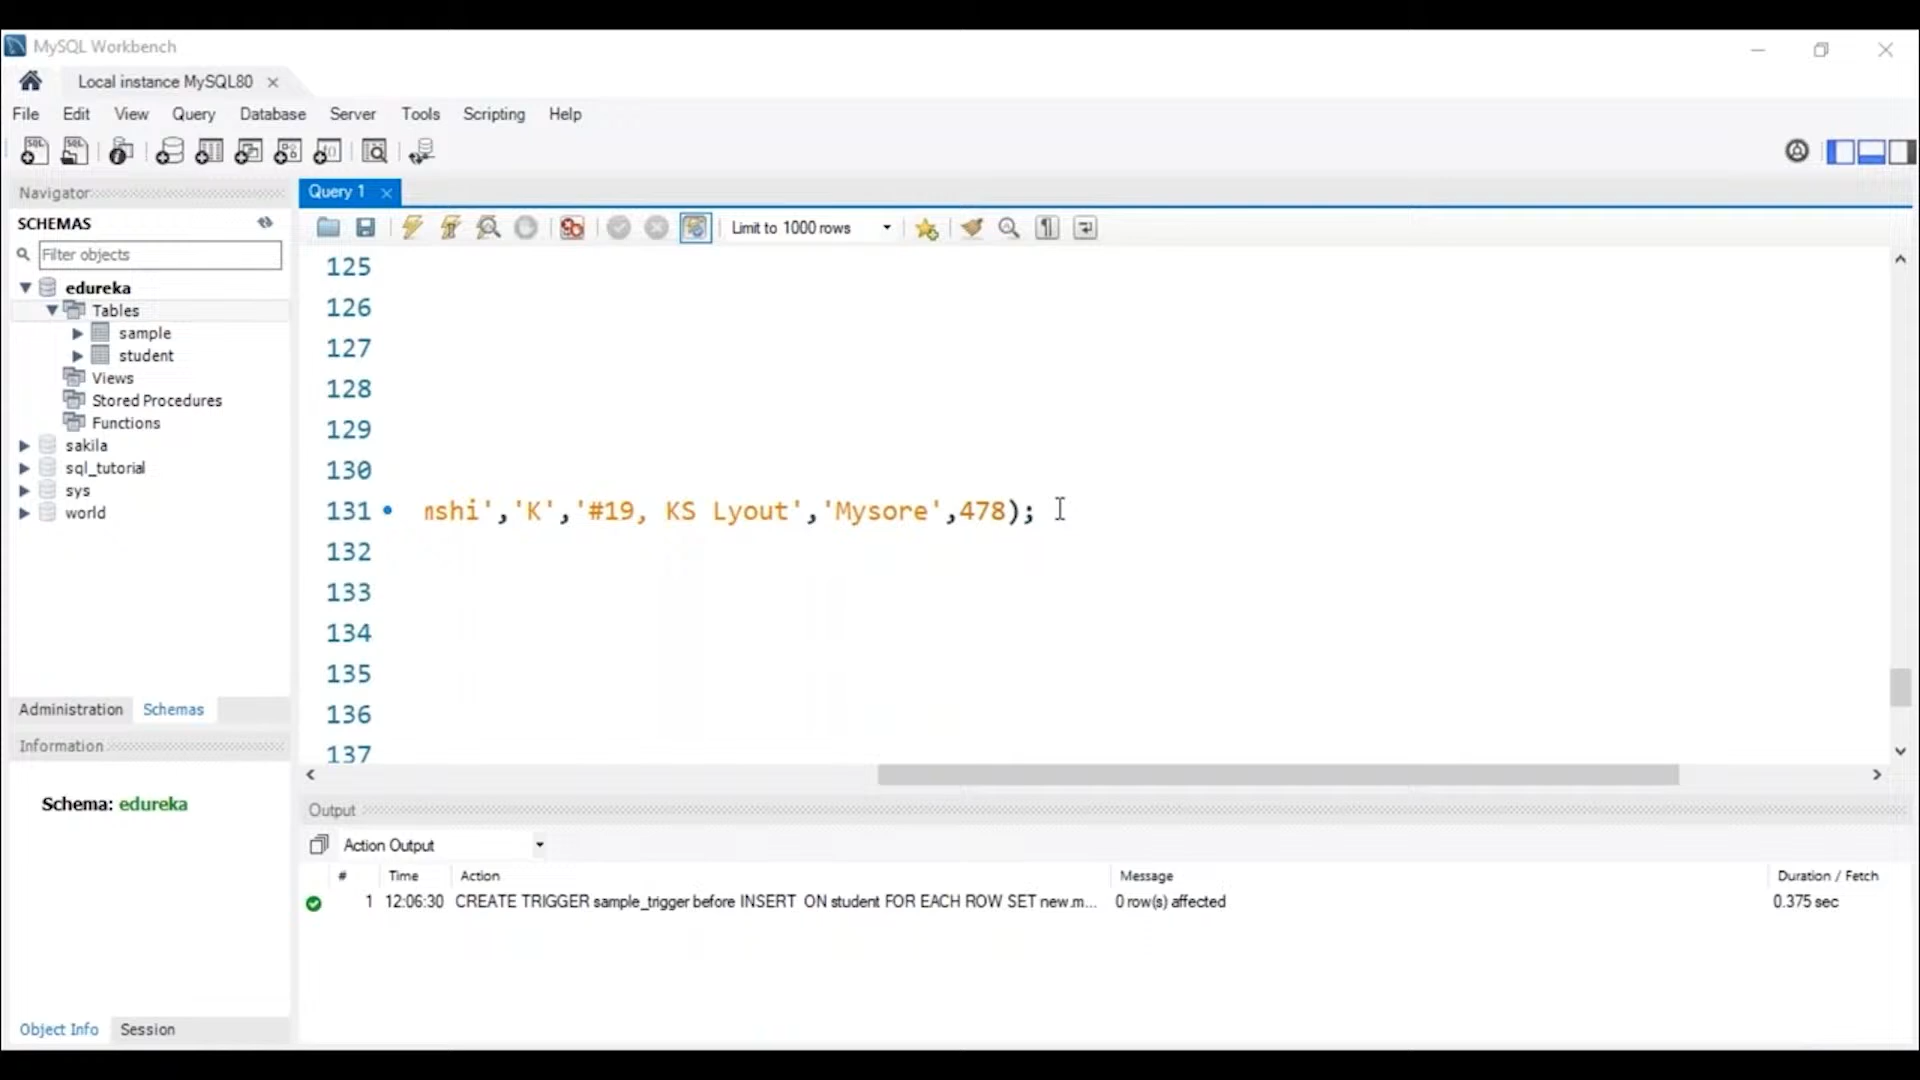 MySQL Workbench
Local instance MySQL80
File Edit View Query Database Server Tools Scripting Help
Navigator
SCHEMAS
Filter objects
edureka
Tables
sample
student
Views
Stored Procedures
Functions
sakila
sql_tutorial
sys
world
Administration Schemas
Information
Schema: edureka
Object Info Session
Query 1
Limit to 1000 rows
125
126
127
128
129
130
131 nshi','K','#19, KS Lyout','Mysore',478);
132
133
134
135
136
137
Output
Action Output
# Time Action Message Duration / Fetch
1 12:06:30 CREATE TRIGGER sample_trigger before INSERT ON student FOR EACH ROW SET new.m... 0 row(s) affected 0.375 sec